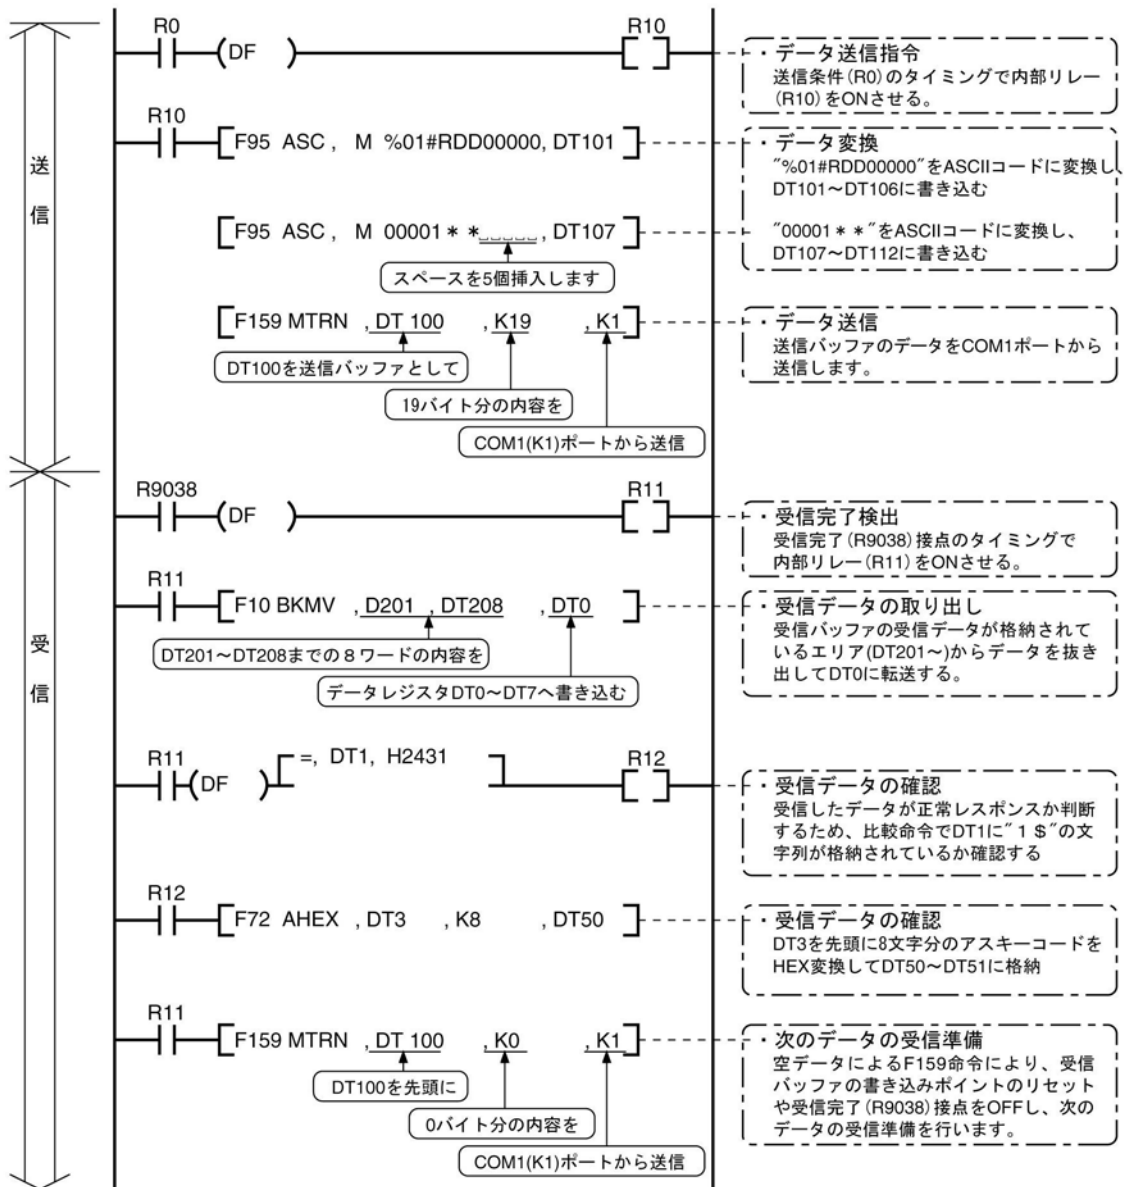 送信
R0
(DF )
R10
・データ送信指令
送信条件(R0)のタイミングで内部リレー
(R10)をONさせる。
R10
F95 ASC , M %01#RDD00000, DT101
・データ変換
"%01#RDD00000"をASCIIコードに変換し、
DT101～DT106に書き込む
F95 ASC , M 00001＊＊␣␣␣␣␣ , DT107
"00001＊＊"をASCIIコードに変換し、
DT107～DT112に書き込む
スペースを5個挿入します
F159 MTRN , DT 100 , K19 , K1
・データ送信
送信バッファのデータをCOM1ポートから
送信します。
DT100を送信バッファとして
19バイト分の内容を
COM1(K1)ポートから送信
受信
R9038
(DF )
R11
・受信完了検出
受信完了(R9038)接点のタイミングで
内部リレー(R11)をONさせる。
R11
F10 BKMV , D201 , DT208 , DT0
・受信データの取り出し
受信バッファの受信データが格納されて
いるエリア(DT201～)からデータを抜き
出してDT0に転送する。
DT201～DT208までの８ワードの内容を
データレジスタDT0～DT7へ書き込む
R11
(DF )
=, DT1, H2431
R12
・受信データの確認
受信したデータが正常レスポンスか判断
するため、比較命令でDT1に"１＄"の文
字列が格納されているか確認する
R12
F72 AHEX , DT3 , K8 , DT50
・受信データの確認
DT3を先頭に8文字分のアスキーコードを
HEX変換してDT50～DT51に格納
R11
F159 MTRN , DT 100 , K0 , K1
・次のデータの受信準備
空データによるF159命令により、受信
バッファの書き込みポイントのリセット
や受信完了(R9038)接点をOFFし、次の
データの受信準備を行います。
DT100を先頭に
0バイト分の内容を
COM1(K1)ポートから送信